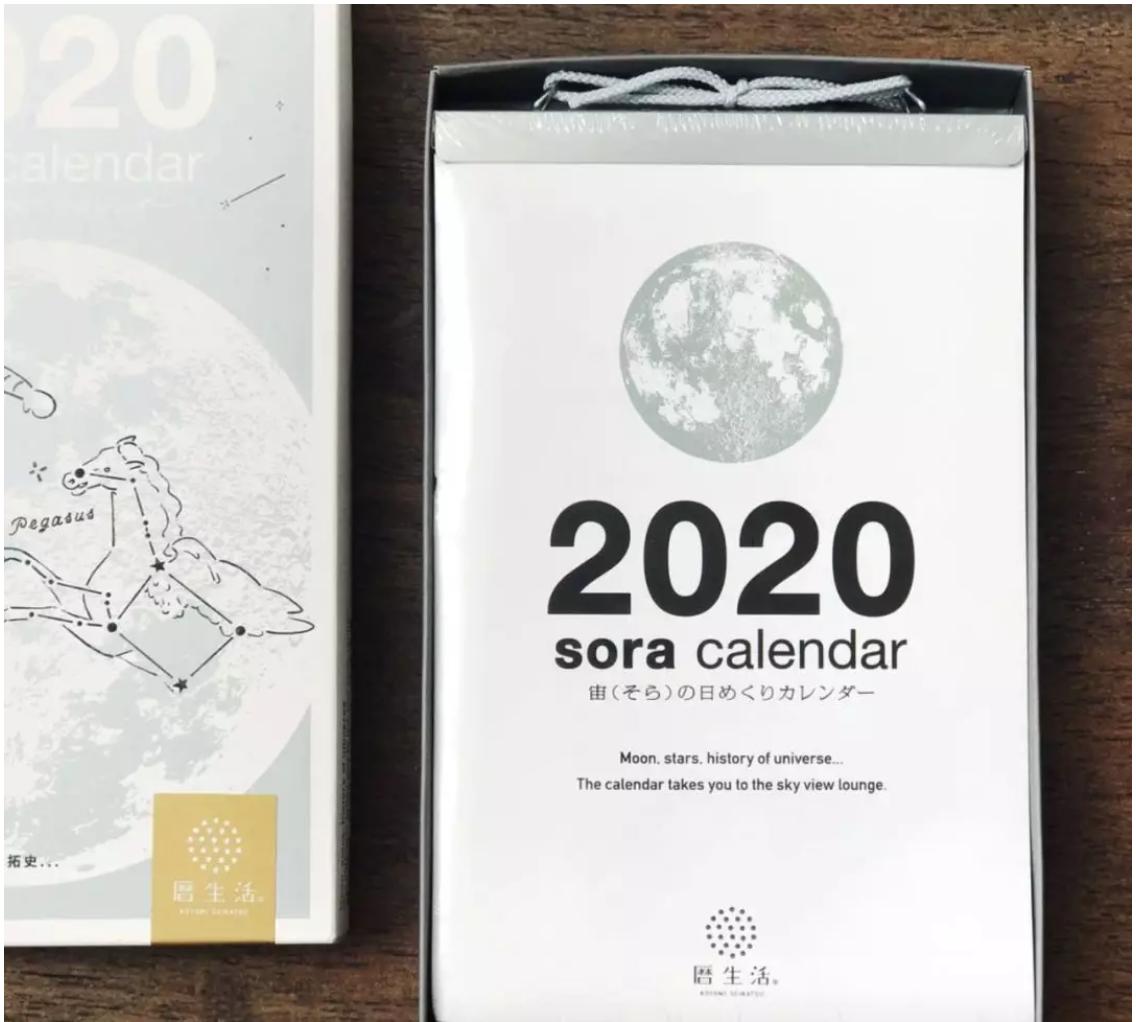 020
calendar
Pegasus
拓史...
暦生活。
KOYOMI SEIKATSU
2020
sora calendar
宙(そら)の日めくりカレンダー
Moon, stars, history of universe...
The calendar takes you to the sky view lounge.
暦生活。
KOYOMI SEIKATSU